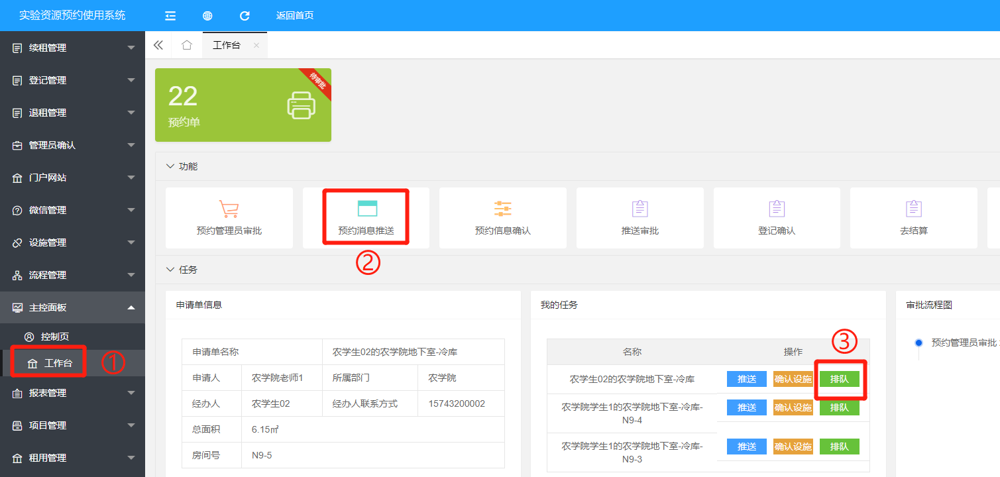 实验资源预约使用系统
返回首页
续租管理
登记管理
退租管理
管理员确认
门户网站
微信管理
设施管理
流程管理
主控面板
控制页
工作台
①
报表管理
项目管理
租用管理
工作台
22
预约单
待审批
功能
预约管理员审批
预约消息推送
预约信息确认
推送审批
登记确认
去结算
②
任务
申请单信息
申请单名称 农学生02的农学院地下室-冷库
申请人 农学院老师1 所属部门 农学院
经办人 农学生02 经办人联系方式 15743200002
总面积 6.15㎡
房间号 N9-5
我的任务
③
名称 操作
农学生02的农学院地下室-冷库 推送 确认设施 排队
农学院学生1的农学院地下室-冷库- 推送 确认设施 排队
N9-4
农学院学生1的农学院地下室-冷库- 推送 确认设施 排队
N9-3
审批流程图
预约管理员审批